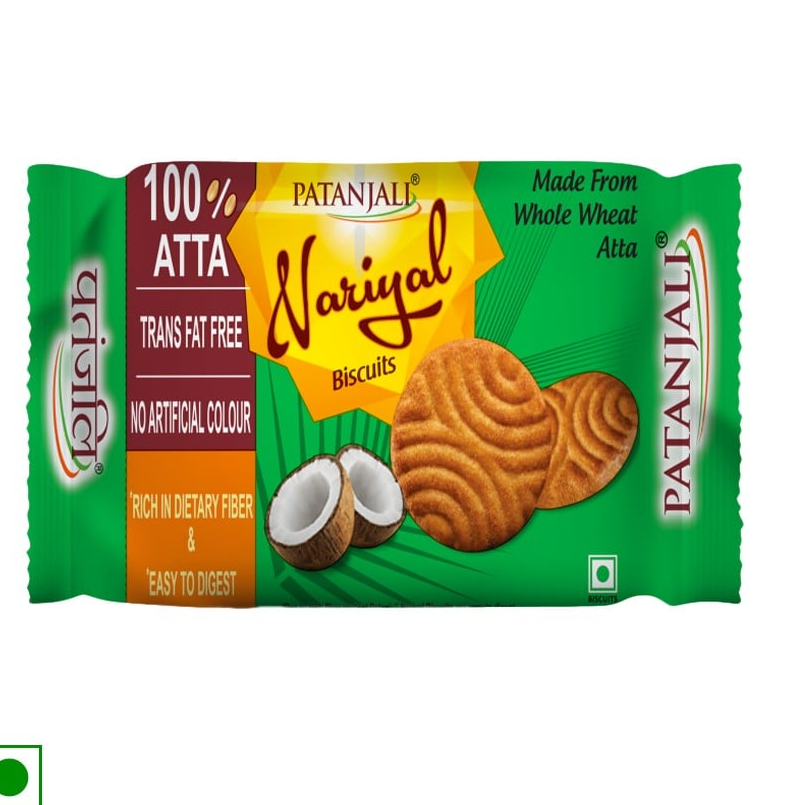 100%
ATTA
TRANS FAT FREE
NO ARTIFICIAL COLOUR
*RICH IN DIETARY FIBER
&
*EASY TO DIGEST
PATANJALI®
Nariyal
Biscuits
Made From
Whole Wheat
Atta
पतंजलि®
PATANJALI®
BISCUITS